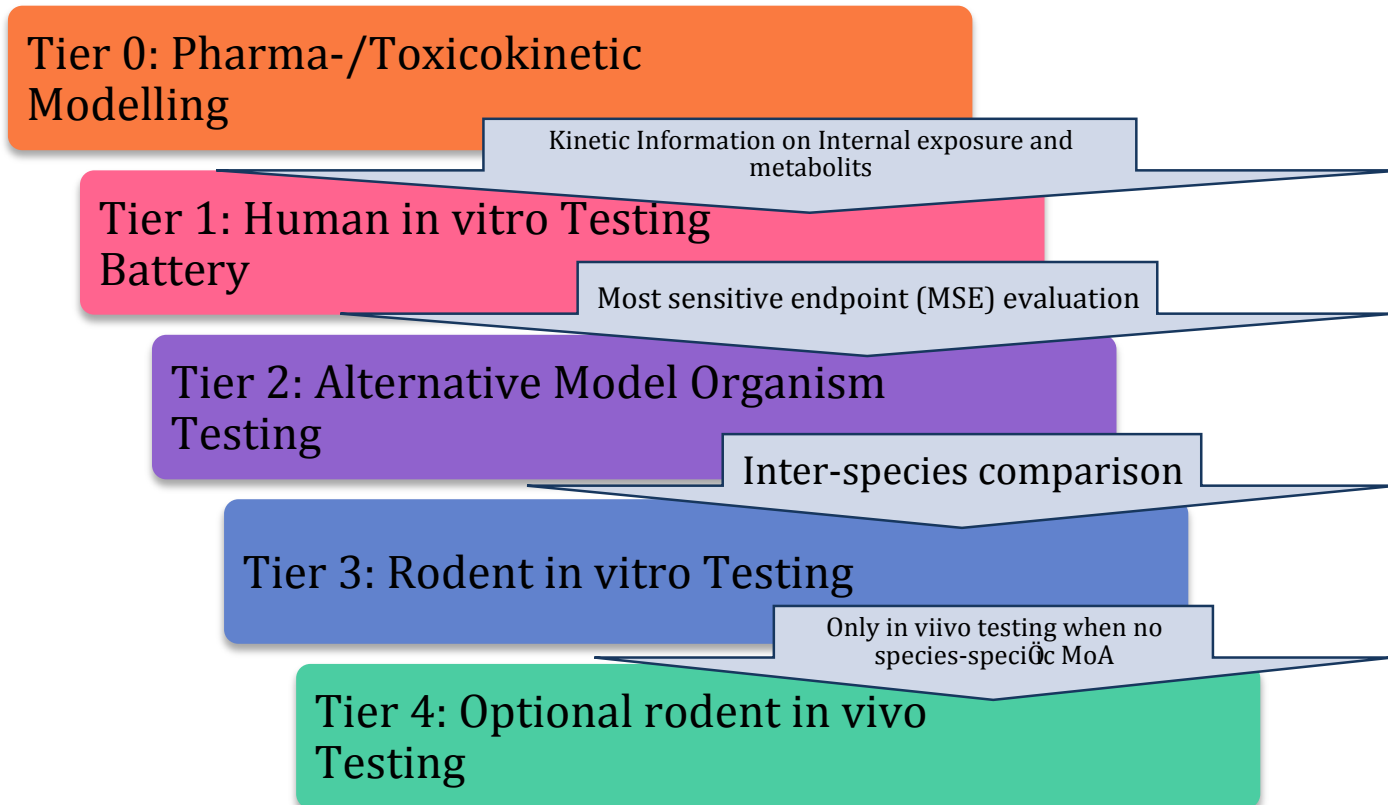 Tier 0: Pharma-/Toxicokinetic
Modelling
Kinetic Information on Internal exposure and
metabolits
Tier 1: Human in vitro Testing
Battery
Most sensitive endpoint (MSE) evaluation
Tier 2: Alternative Model Organism
Testing
Inter-species comparison
Tier 3: Rodent in vitro Testing
Only in viivo testing when no
MoA
Tier 4: Optional rodent in vivo
Testing